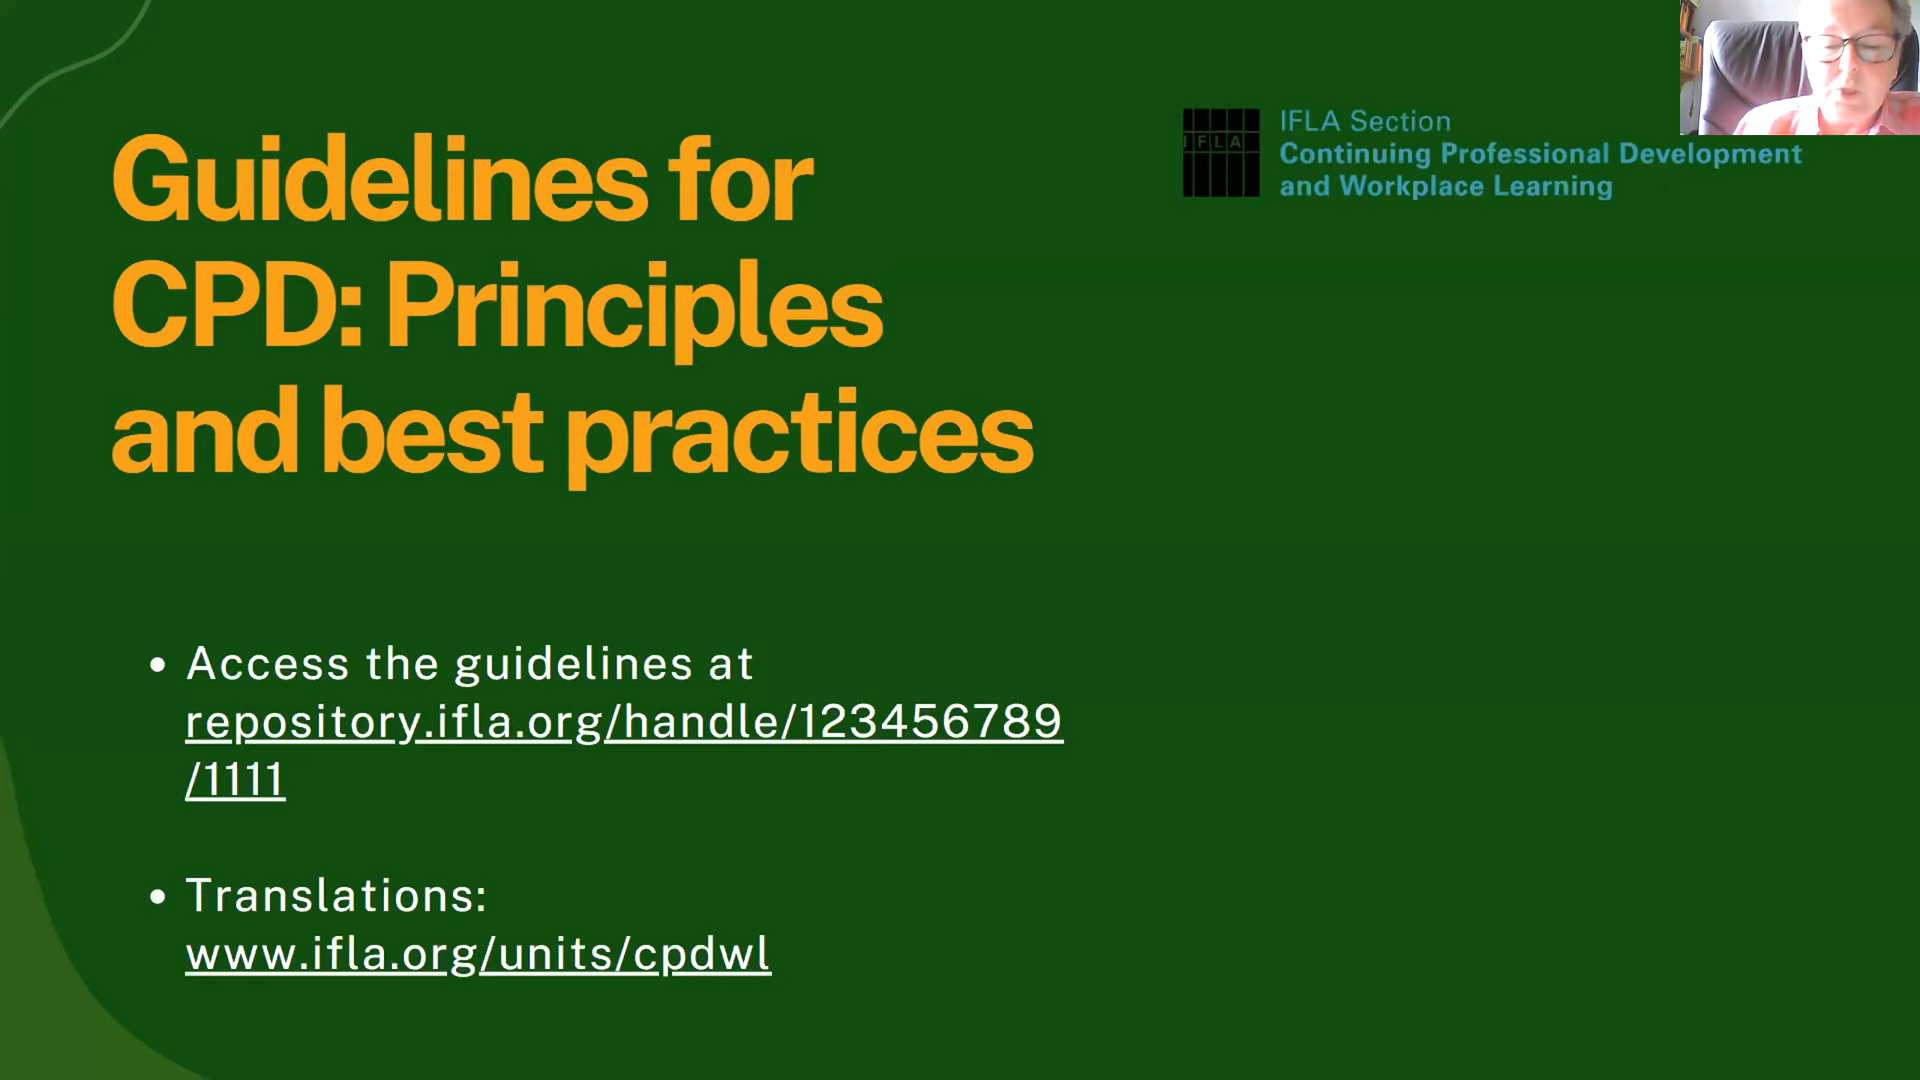 Guidelines for
CPD: Principles
and best practices
IFLA
IFLA Section
Continuing Professional Development
and Workplace Learning
• Access the guidelines at
repository.ifla.org/handle/123456789
/1111
• Translations:
www.ifla.org/units/cpdwl